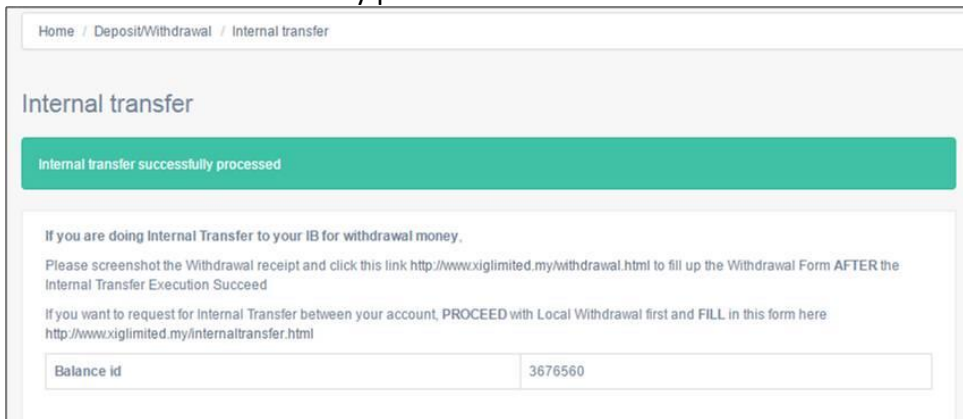 Home / Deposit/Withdrawal / Internal transfer
Internal transfer
Internal transfer successfully processed
If you are doing Internal Transfer to your IB for withdrawal money,
Please screenshot the Withdrawal receipt and click this link http://www.xiglimited.my/withdrawal.html to fill up the Withdrawal Form AFTER the
Internal Transfer Execution Succeed
If you want to request for Internal Transfer between your account, PROCEED with Local Withdrawal first and FILL in this form here
http://www.xiglimited.my/internaltransfer.html
Balance id 3676560